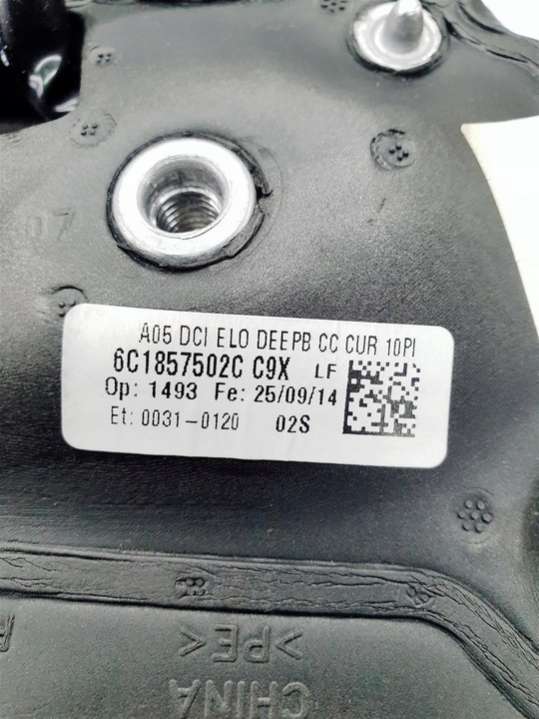 07
A05 DCI ELO DEEPB CC CUR 10PI
6C1857502C C9X LF
Op: 1493 Fe: 25/09/14
Et: 0031-0120 02S
>PE<
CHINA